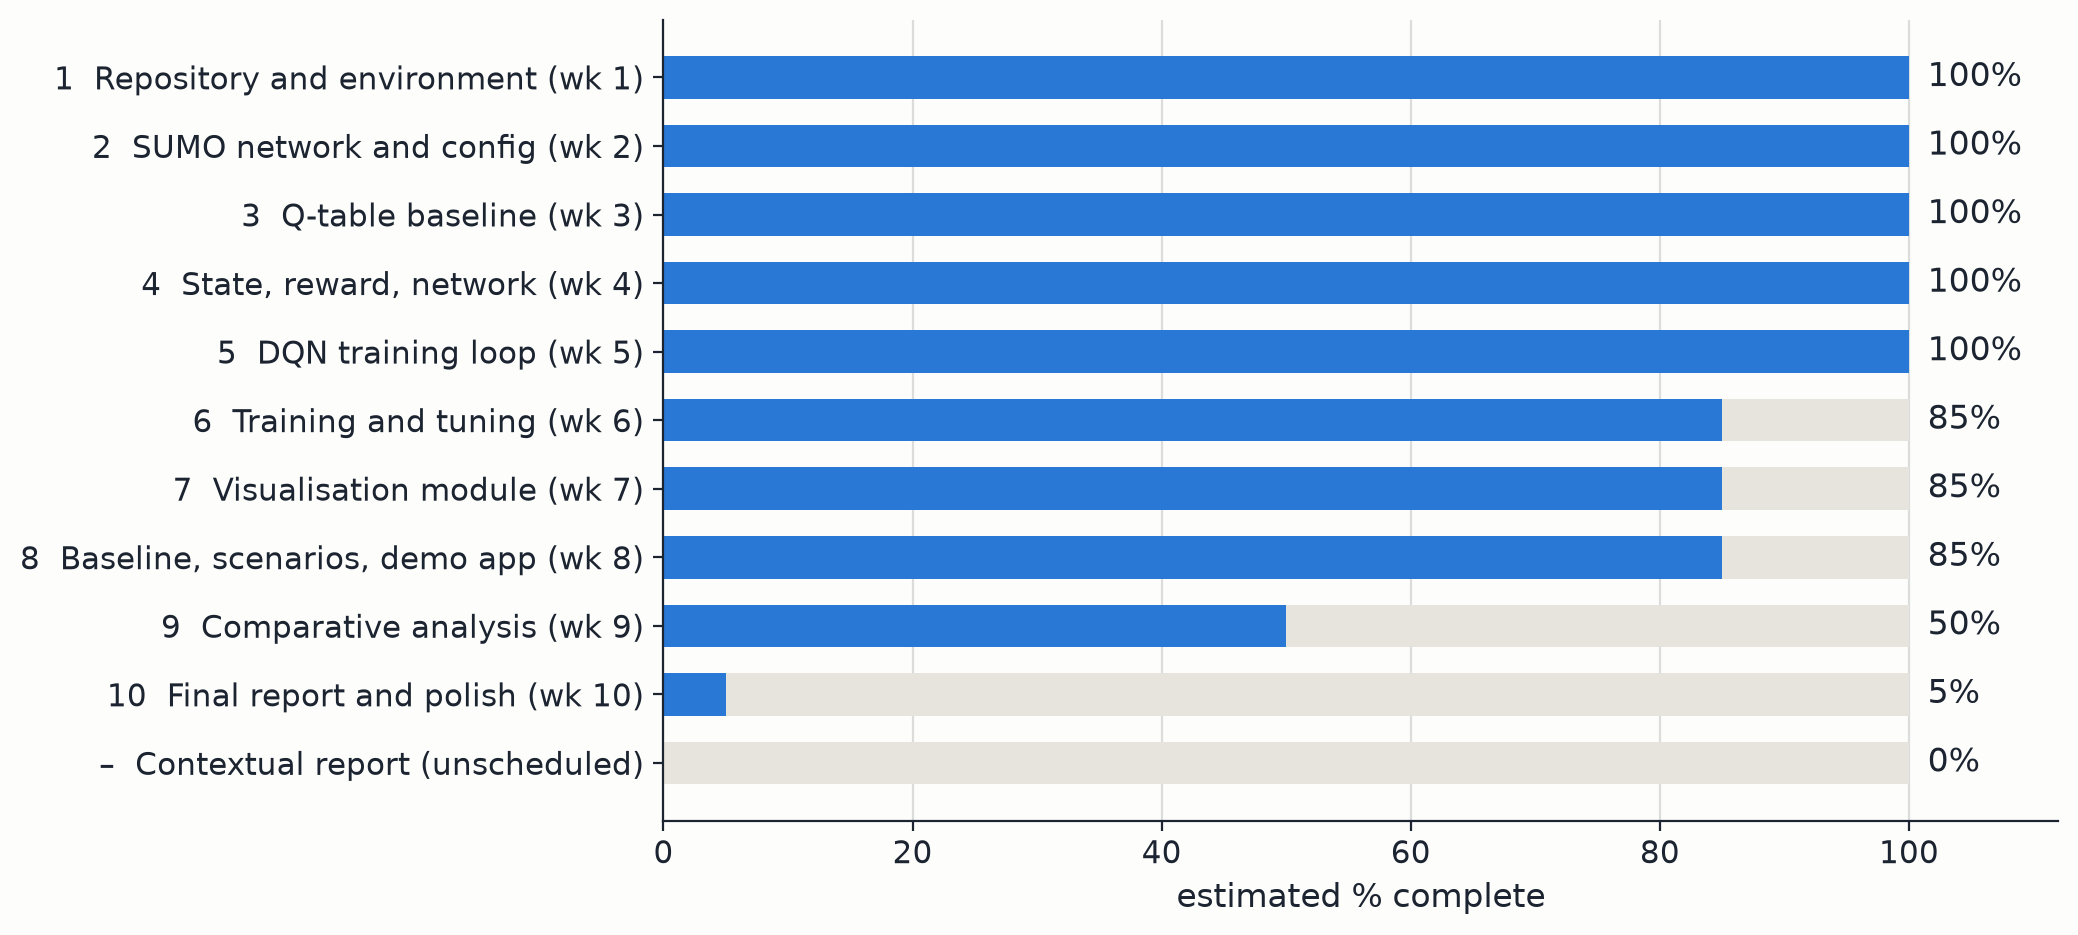 1 Repository and environment (wk 1) 100%
2 SUMO network and config (wk 2) 100%
3 Q-table baseline (wk 3) 100%
4 State, reward, network (wk 4) 100%
5 DQN training loop (wk 5) 100%
6 Training and tuning (wk 6) 85%
7 Visualisation module (wk 7) 85%
8 Baseline, scenarios, demo app (wk 8) 85%
9 Comparative analysis (wk 9) 50%
10 Final report and polish (wk 10) 5%
– Contextual report (unscheduled) 0%
0 20 40 60 80 100
estimated % complete